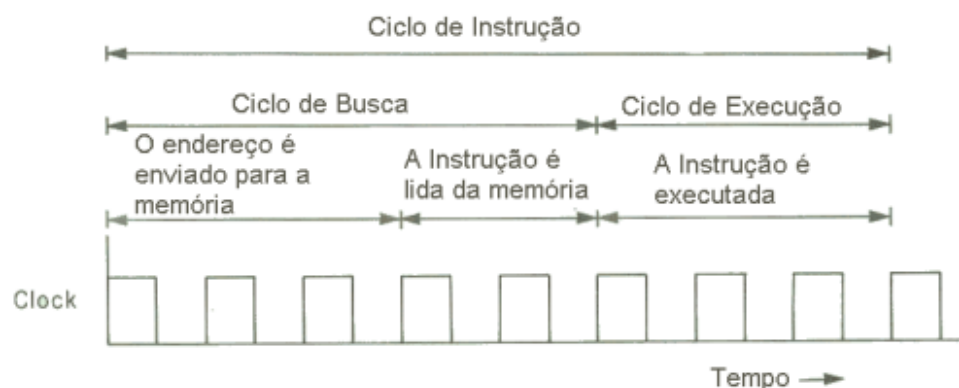 Ciclo de Instrução
Ciclo de Busca
Ciclo de Execução
O endereço é
enviado para a
memória
A Instrução é
lida da memória
A Instrução é
executada
Clock
Tempo